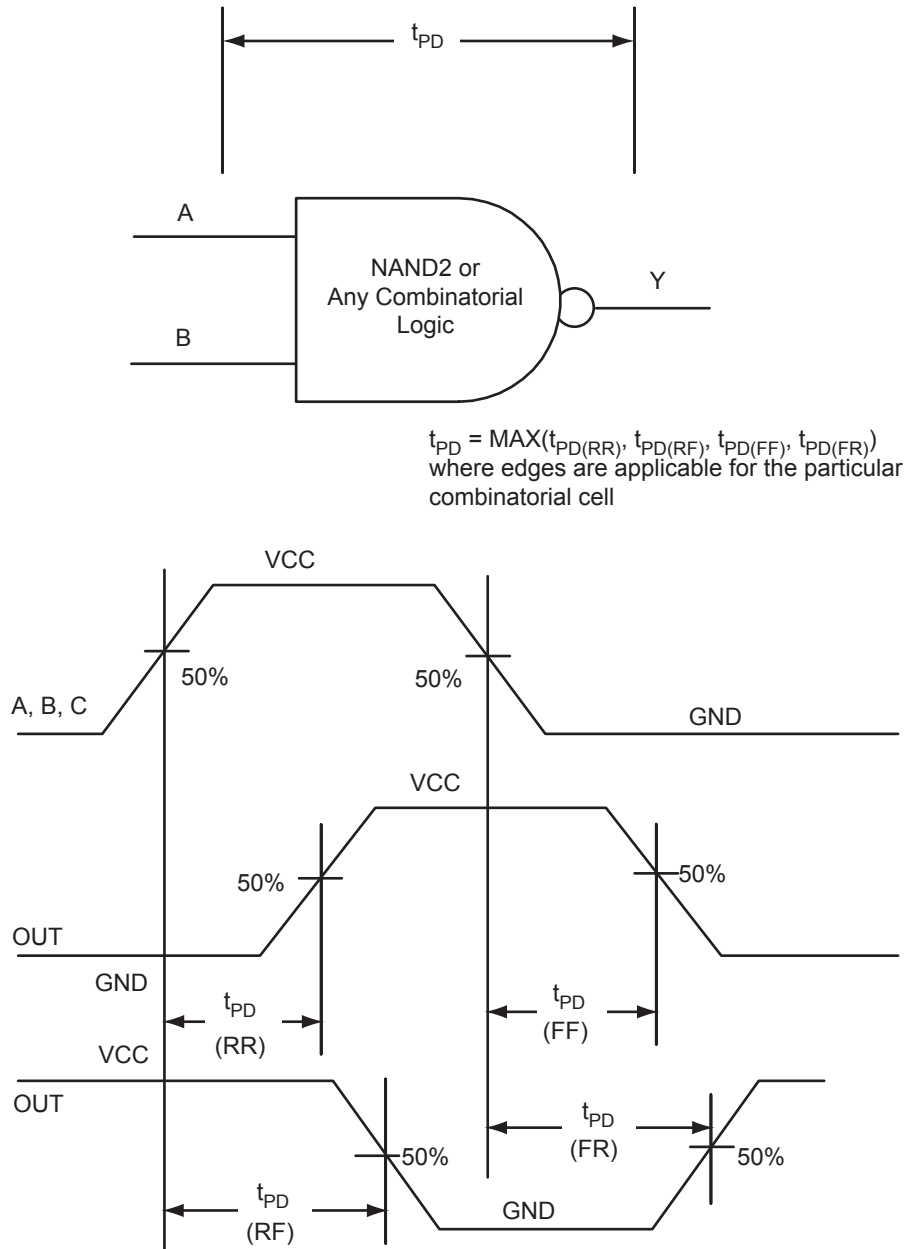 tPD
A
NAND2 or
Any Combinatorial
Logic
Y
B
tPD = MAX(tPD(RR), tPD(RF), tPD(FF), tPD(FR))
where edges are applicable for the particular
combinatorial cell
VCC
50%
50%
A, B, C
GND
VCC
50%
50%
OUT
GND
tPD
(RR)
tPD
(FF)
VCC
OUT
tPD
(FR)
50%
50%
tPD
(RF)
GND